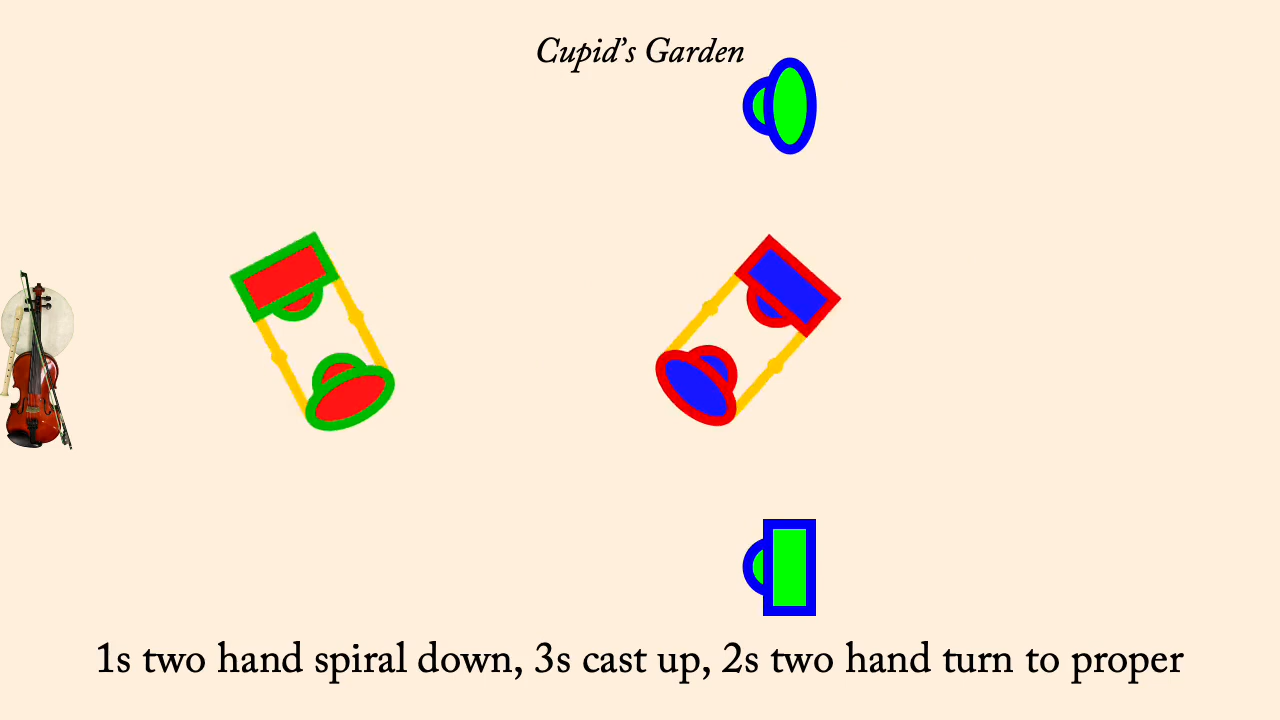 Cupid’s Garden
1s two hand spiral down, 3s cast up, 2s two hand turn to proper